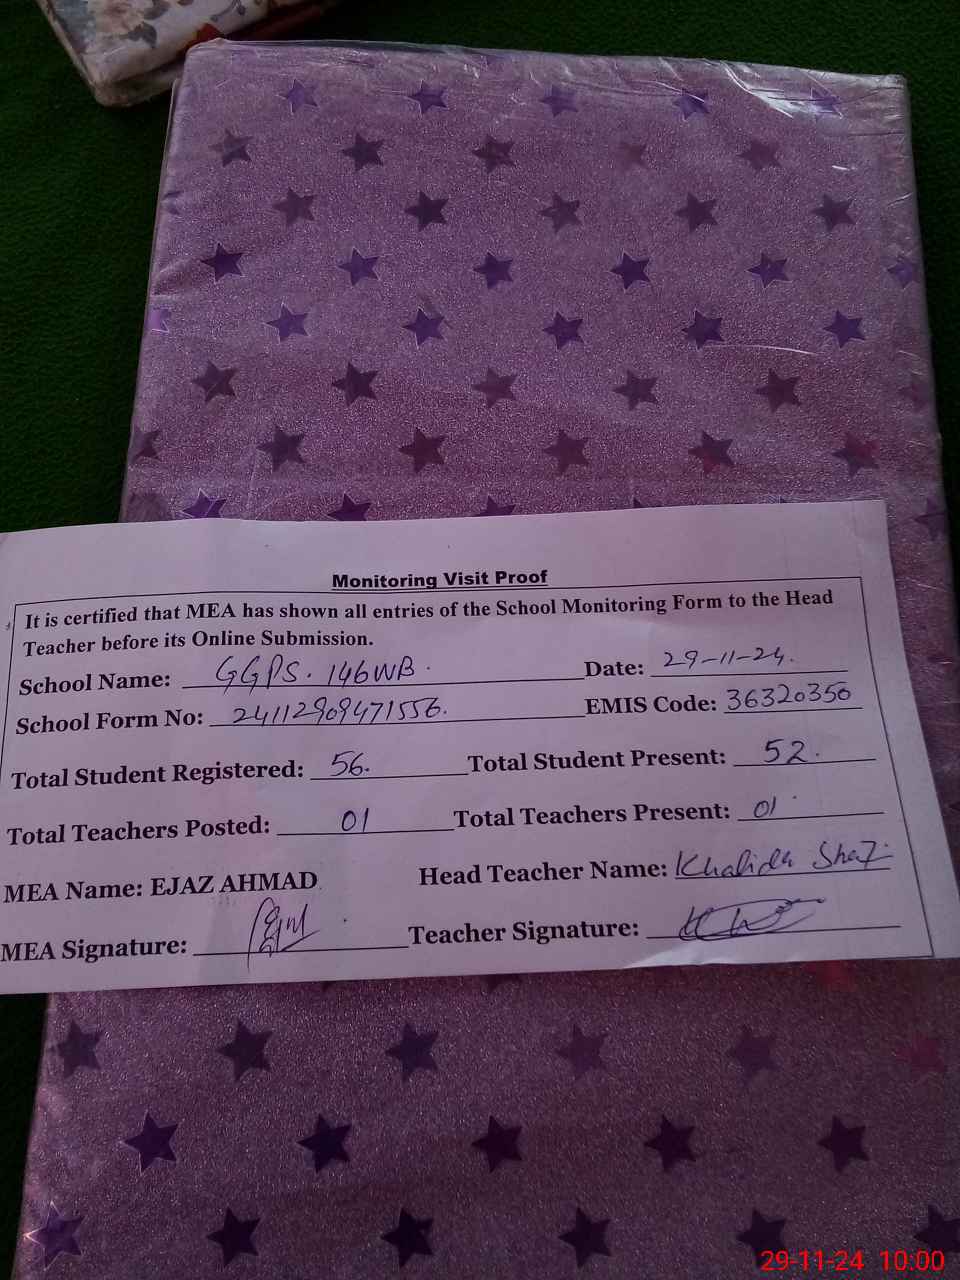 Monitoring Visit Proof
It is certified that MEA has shown all entries of the School Monitoring Form to the Head
Teacher before its Online Submission.
School Name: GGPS. 146WB. Date: 29-11-24.
School Form No: 24112909471556. EMIS Code: 36320350
Total Student Registered: 56. Total Student Present: 52.
Total Teachers Posted: 01 Total Teachers Present: 01
MEA Name: EJAZ AHMAD Head Teacher Name: Khalida
MEA Signature: Teacher Signature:
29-11-24 10:00